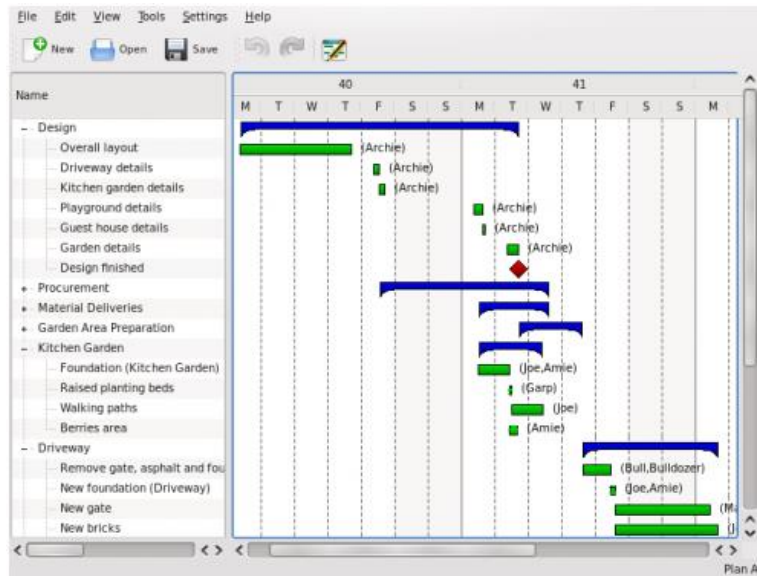 File Edit View Tools Settings Help
New Open Save
Name
40 41
M T W T F S S M T W T F S S M
Design
Overall layout (Archie)
Driveway details (Archie)
Kitchen garden details (Archie)
Playground details (Archie)
Guest house details (Archie)
Garden details (Archie)
Design finished
Procurement
Material Deliveries
Garden Area Preparation
Kitchen Garden
Foundation (Kitchen Garden) (Joe,Amie)
Raised planting beds (Garp)
Walking paths (Joe)
Berries area (Amie)
Driveway
Remove gate, asphalt and fou (Bull,Bulldozer)
New foundation (Driveway) (Joe,Amie)
New gate
New bricks
Plan A